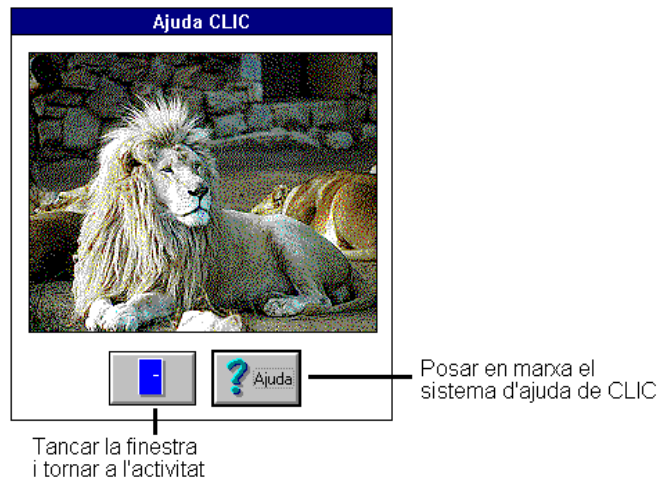 Ajuda CLIC
Ajuda
Posar en marxa el
sistema d'ajuda de CLIC
Tancar la finestra
i tornar a l'activitat